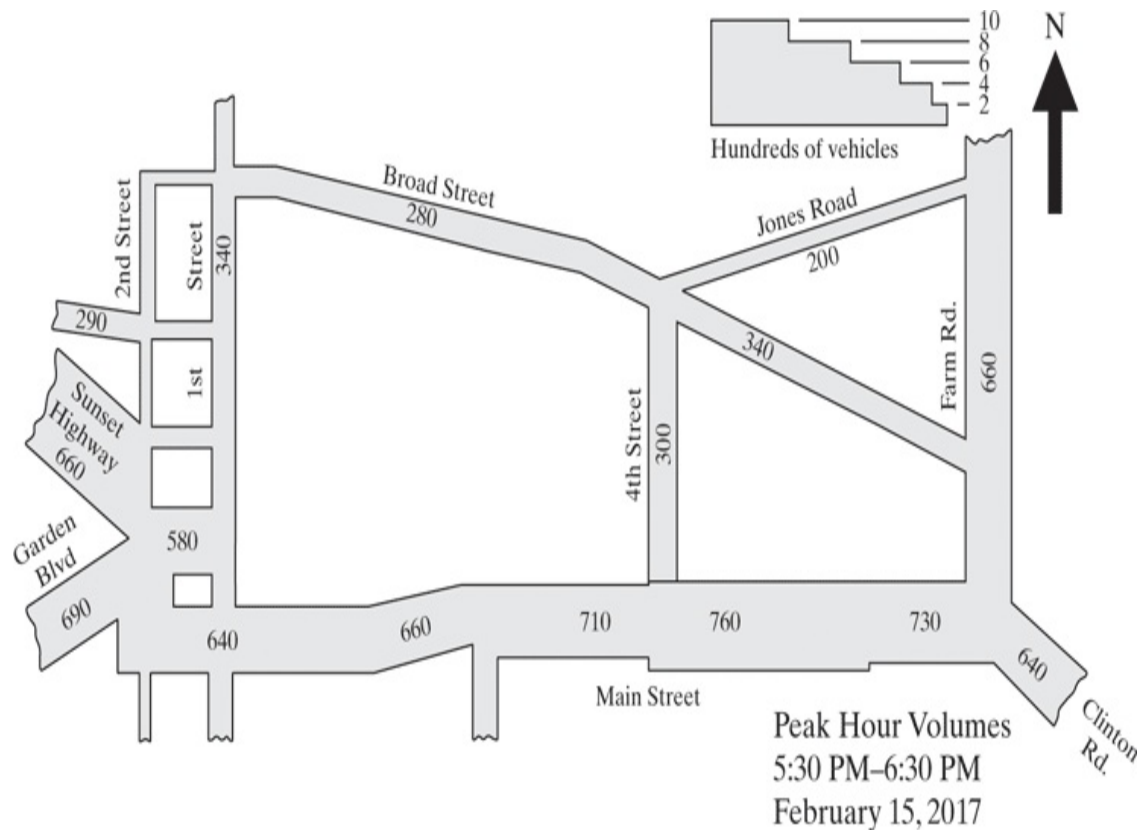 10
8
6
4
2
N
Hundreds of vehicles
Broad Street
280
Jones Road
200
2nd Street
Street
340
290
1st
Sunset
Highway
660
340
Farm Rd.
660
4th Street
300
Garden
Blvd
580
690
640
660
710
760
730
640
Main Street
Clinton
Rd.
Peak Hour Volumes
5:30 PM–6:30 PM
February 15, 2017